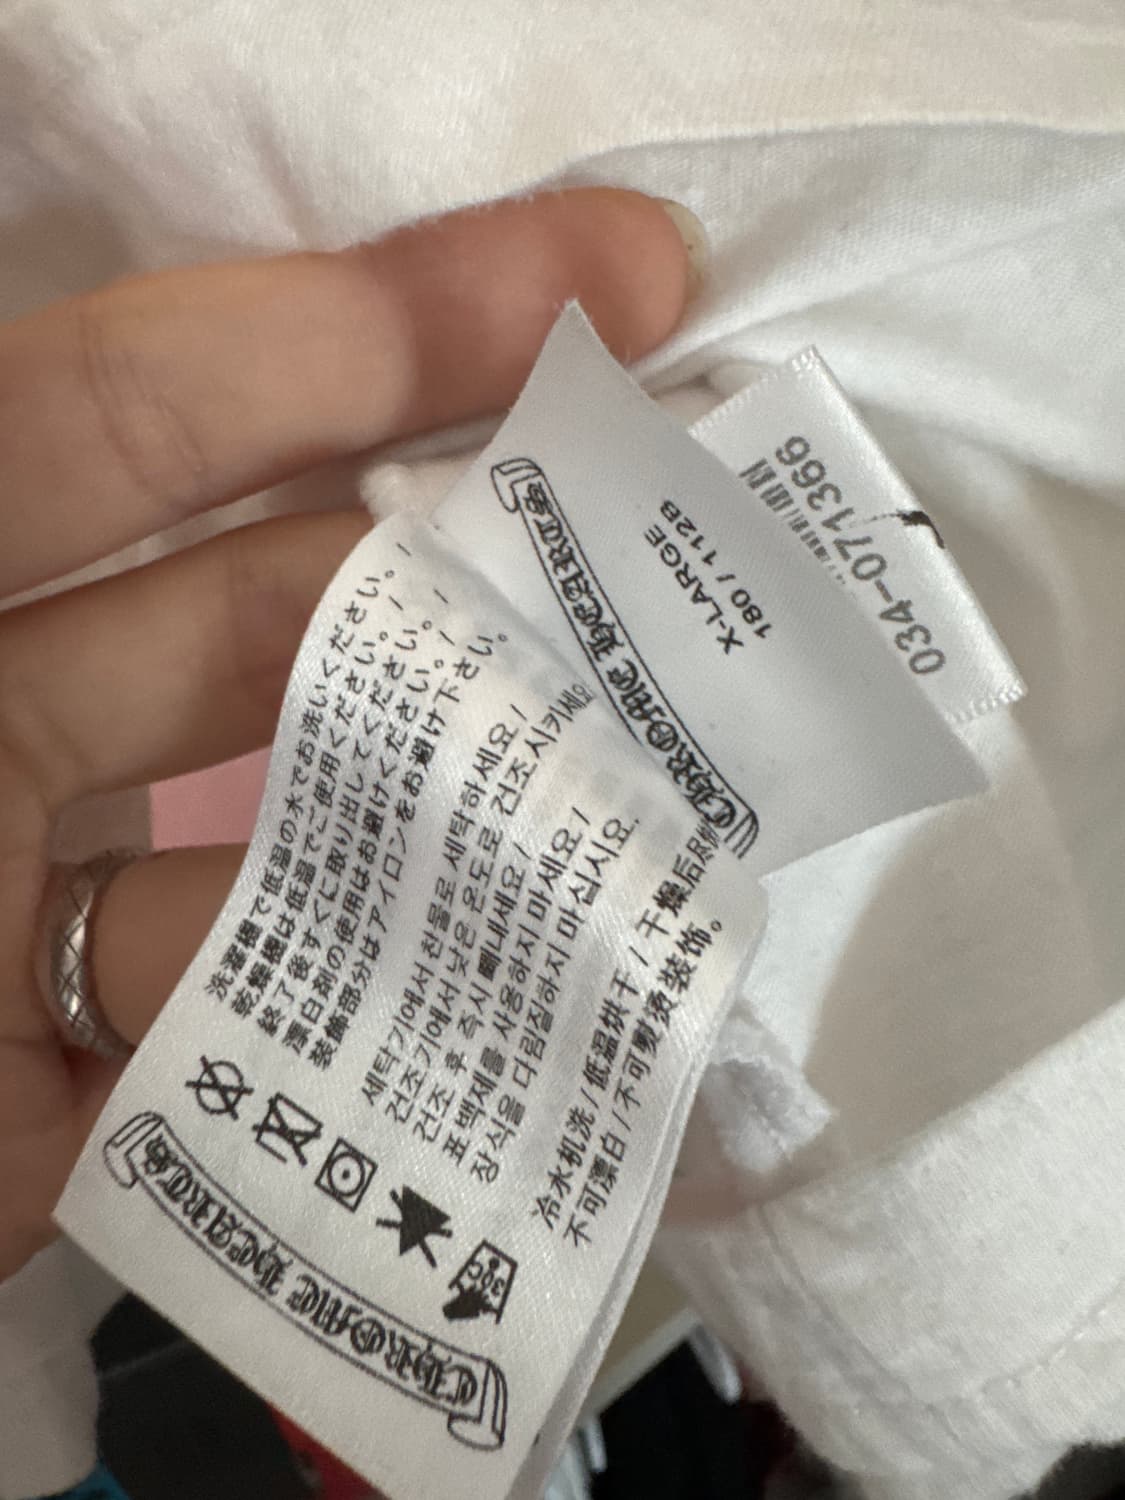 034-071366
X-LARGE
180 / 112B
CHROME HEARTS
洗濯機で低温の水でお洗いください。/
乾燥機は低温でご使用ください。/
終了後すぐに取り出してください。/
漂白剤の使用はお避けください。/
装飾部分はアイロンをお避け下さい。
세탁기에서 찬물로 세탁하세요 /
건조기에서 낮은 온도로 건조시키세요
건조 후 즉시 빼내세요 /
표백제를 사용하지 마세요 /
장식을 다림질하지 마십시요.
冷水机洗 / 低温烘干 / 干燥后
不可漂白 / 不可熨烫装饰。
30C
CHROME HEARTS